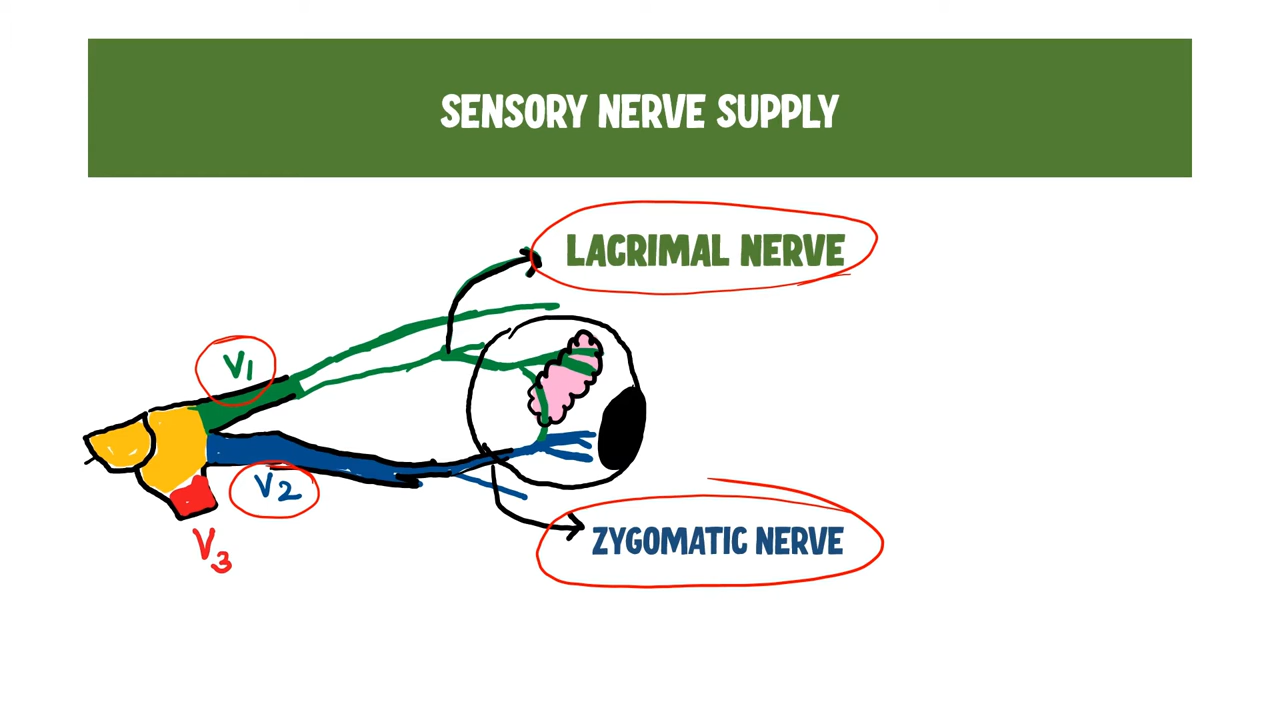 SENSORY NERVE SUPPLY
LACRIMAL NERVE
V1
V2
ZYGOMATIC NERVE
V3